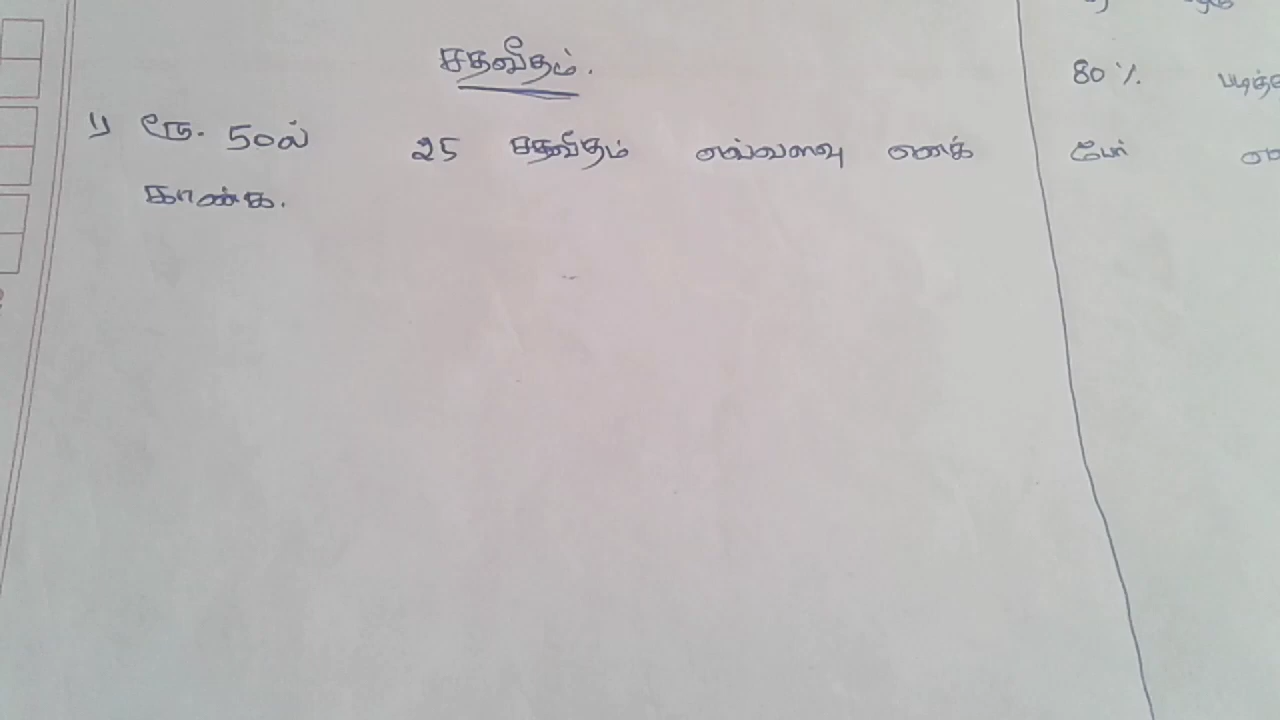 சதவீதம்.
1) ரூ. 50ல் 25 சதவீதம் எவ்வளவு எனக்
காண்க.
80 %
பேர்